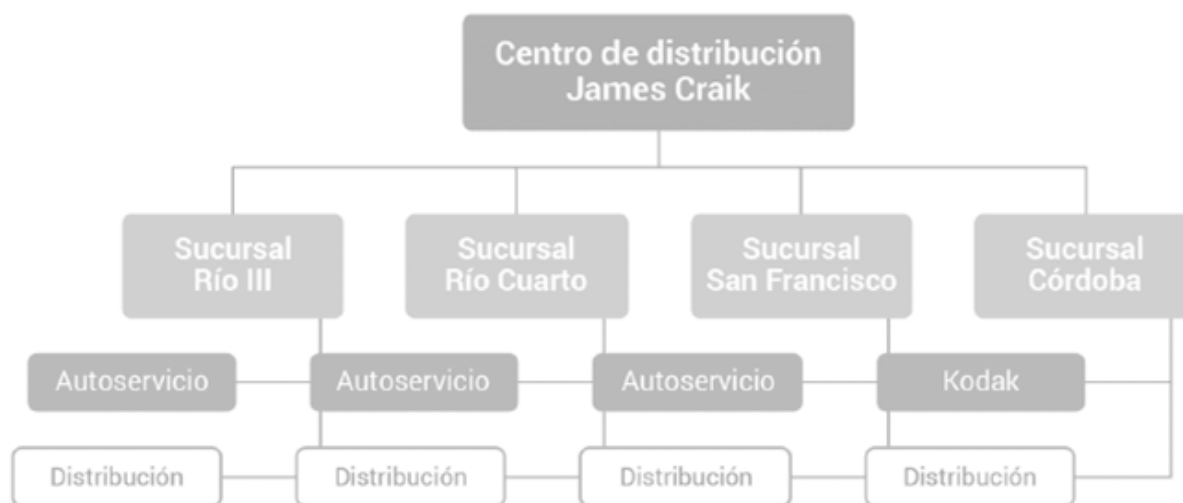 Centro de distribución
James Craik
Sucursal
Río III
Sucursal
Río Cuarto
Sucursal
San Francisco
Sucursal
Córdoba
Autoservicio
Autoservicio
Autoservicio
Kodak
Distribución
Distribución
Distribución
Distribución